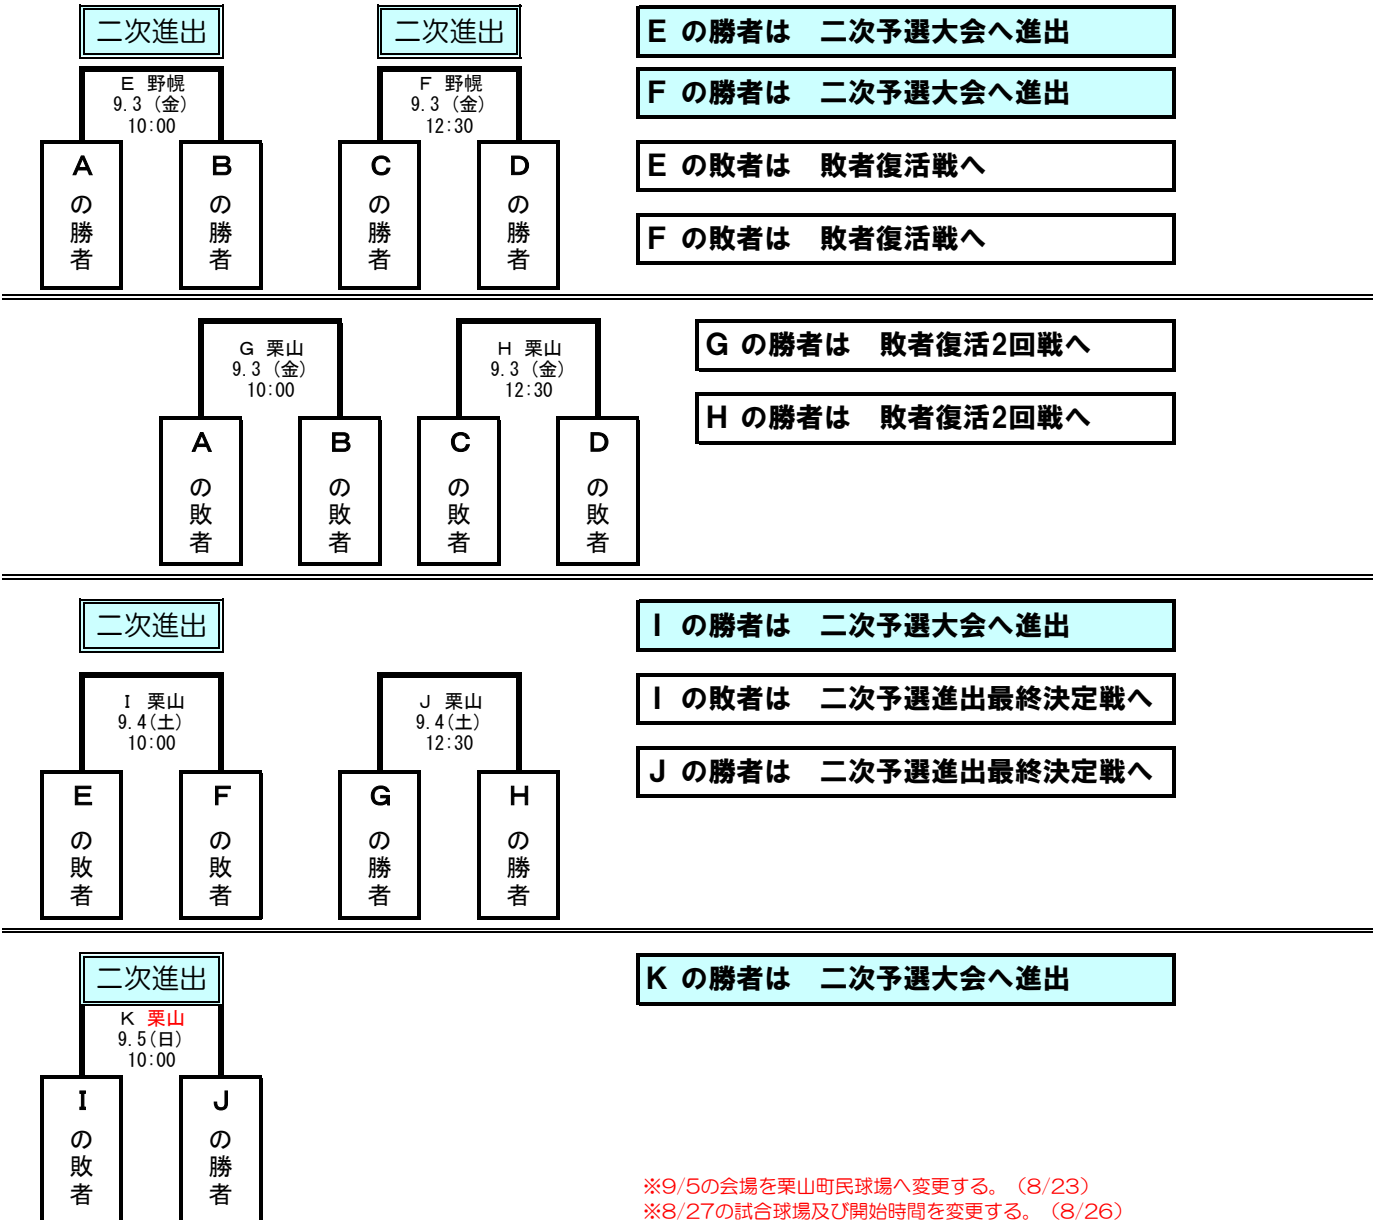 二次進出
二次進出
E の勝者は 二次予選大会へ進出
E 野幌
9.3 (金)
10:00
F 野幌
9.3 (金)
12:30
F の勝者は 二次予選大会へ進出
Aの勝者
Bの勝者
Cの勝者
Dの勝者
E の敗者は 敗者復活戦へ
F の敗者は 敗者復活戦へ
G 栗山
9.3 (金)
10:00
H 栗山
9.3 (金)
12:30
G の勝者は 敗者復活2回戦へ
H の勝者は 敗者復活2回戦へ
Aの敗者
Bの敗者
Cの敗者
Dの敗者
二次進出
I の勝者は 二次予選大会へ進出
I 栗山
9.4(土)
10:00
J 栗山
9.4(土)
12:30
I の敗者は 二次予選進出最終決定戦へ
J の勝者は 二次予選進出最終決定戦へ
Eの敗者
Fの敗者
Gの勝者
Hの勝者
二次進出
K の勝者は 二次予選大会へ進出
K 栗山
9.5(日)
10:00
Iの敗者
Jの勝者
※9/5の会場を栗山町民球場へ変更する。（8/23）
※8/27の試合球場及び開始時間を変更する。（8/26）